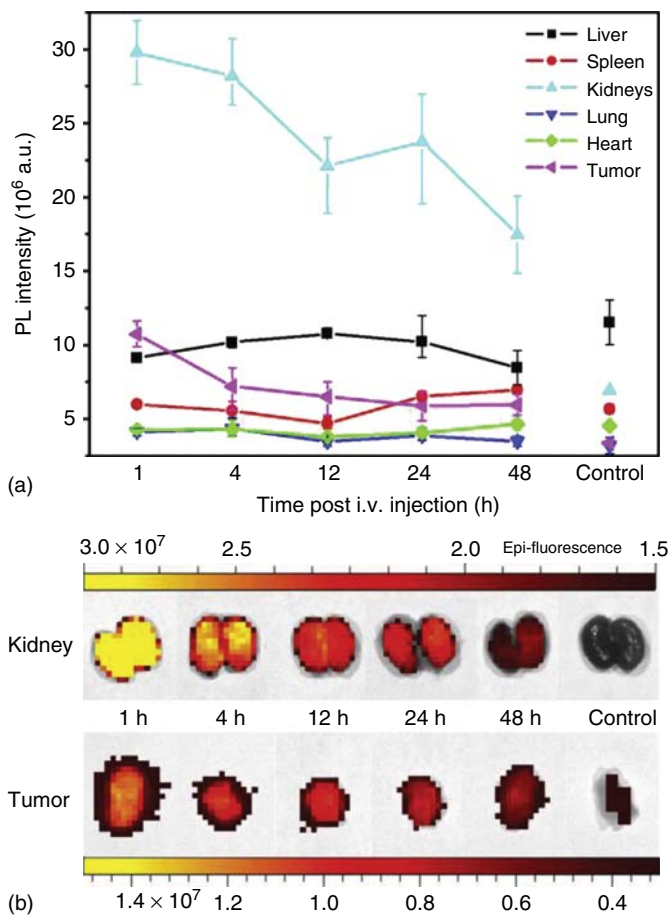 30
25
20
15
10
5
PL intensity (10⁶ a.u.)
Liver
Spleen
Kidneys
Lung
Heart
Tumor
1 4 12 24 48 Control
(a)
Time post i.v. injection (h)
3.0 × 10⁷ 2.5 2.0 Epi-fluorescence 1.5
Kidney
1 h 4 h 12 h 24 h 48 h Control
Tumor
(b) 1.4 × 10⁷ 1.2 1.0 0.8 0.6 0.4